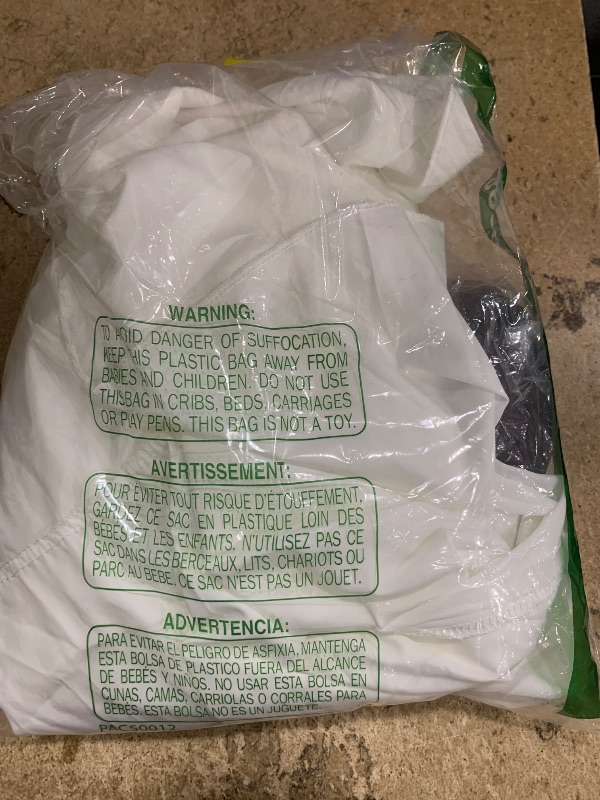 WARNING:
TO AVOID DANGER OF SUFFOCATION,
KEEP THIS PLASTIC BAG AWAY FROM
BABIES AND CHILDREN. DO NOT USE
THIS BAG IN CRIBS, BEDS, CARRIAGES
OR PLAY PENS. THIS BAG IS NOT A TOY.
AVERTISSEMENT:
POUR EVITER TOUT RISQUE D'ÉTOUFFEMENT,
GARDEZ CE SAC EN PLASTIQUE LOIN DES
BÉBÉS ET LES ENFANTS. N'UTILISEZ PAS CE
SAC DANS LES BERCEAUX, LITS, CHARIOTS OU
PARC AU BEBE. CE SAC N'EST PAS UN JOUET.
ADVERTENCIA:
PARA EVITAR EL PELIGRO DE ASFIXIA, MANTENGA
ESTA BOLSA DE PLASTICO FUERA DEL ALCANCE
DE BEBÉS Y NINOS. NO USAR ESTA BOLSA EN
CUNAS, CAMAS, CARRIOLAS O CORRALES PARA
BEBÉS. ESTA BOLSA NO ES UN JUGUETE.
PAC50012